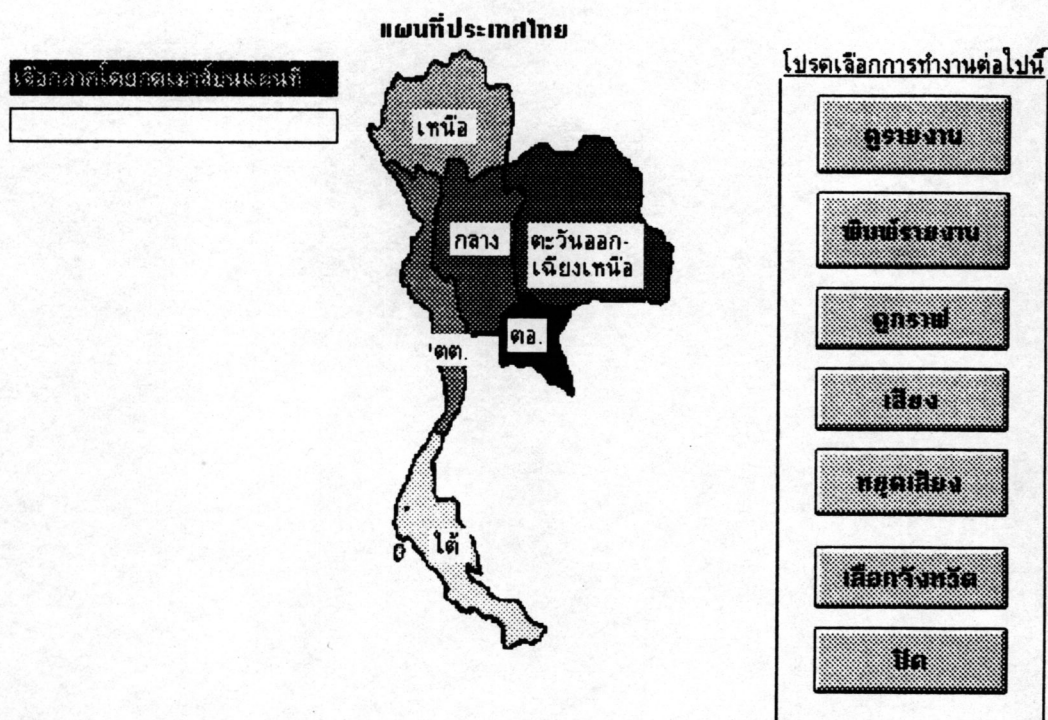 แผนที่ประเทศไทย
เลือกภาคโดยกดเมาส์บนแผนที่
เหนือ
กลาง
ตะวันออก-
เฉียงเหนือ
ตอ.
ตต.
ใต้
โปรดเลือกการทำงานต่อไปนี้
ดูรายงาน
พิมพ์รายงาน
ดูกราฟ
เสียง
หยุดเสียง
เลือกจังหวัด
ปิด